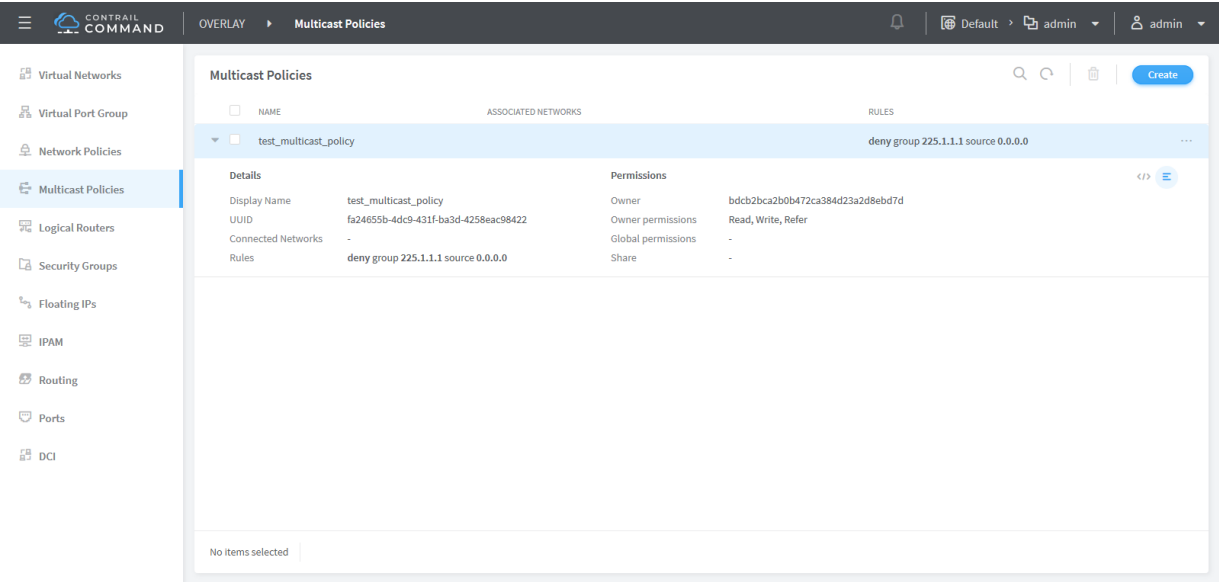 CONTRAIL
COMMAND
OVERLAY
Multicast Policies
Default
admin
admin
Virtual Networks
Virtual Port Group
Network Policies
Multicast Policies
Logical Routers
Security Groups
Floating IPs
IPAM
Routing
Ports
DCI
Multicast Policies
Create
NAME ASSOCIATED NETWORKS RULES
test_multicast_policy deny group 225.1.1.1 source 0.0.0.0 ...
Details
Display Name test_multicast_policy
UUID fa24655b-4dc9-431f-ba3d-4258eac98422
Connected Networks -
Rules deny group 225.1.1.1 source 0.0.0.0
Permissions
Owner bdcb2bca2b0b472ca384d23a2d8ebd7d
Owner permissions Read, Write, Refer
Global permissions -
Share -
No items selected